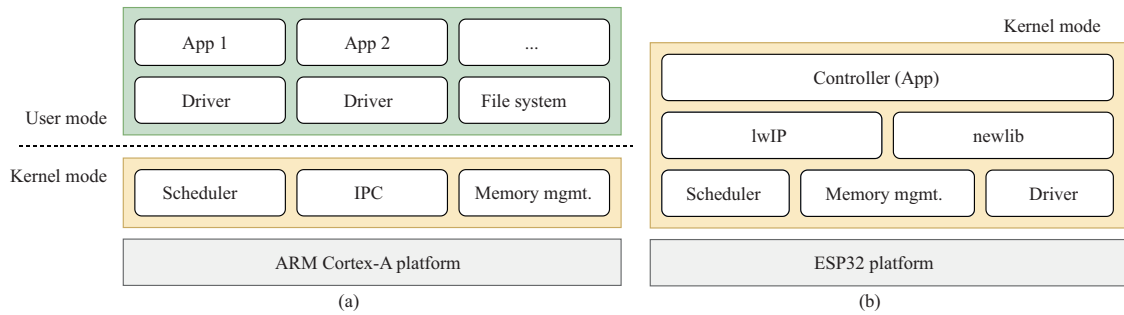 Kernel mode
App 1 App 2 ...
Controller (App)
Driver Driver File system
User mode
lwIP newlib
Kernel mode
Scheduler IPC Memory mgmt.
Scheduler Memory mgmt. Driver
ARM Cortex-A platform
ESP32 platform
(a) (b)